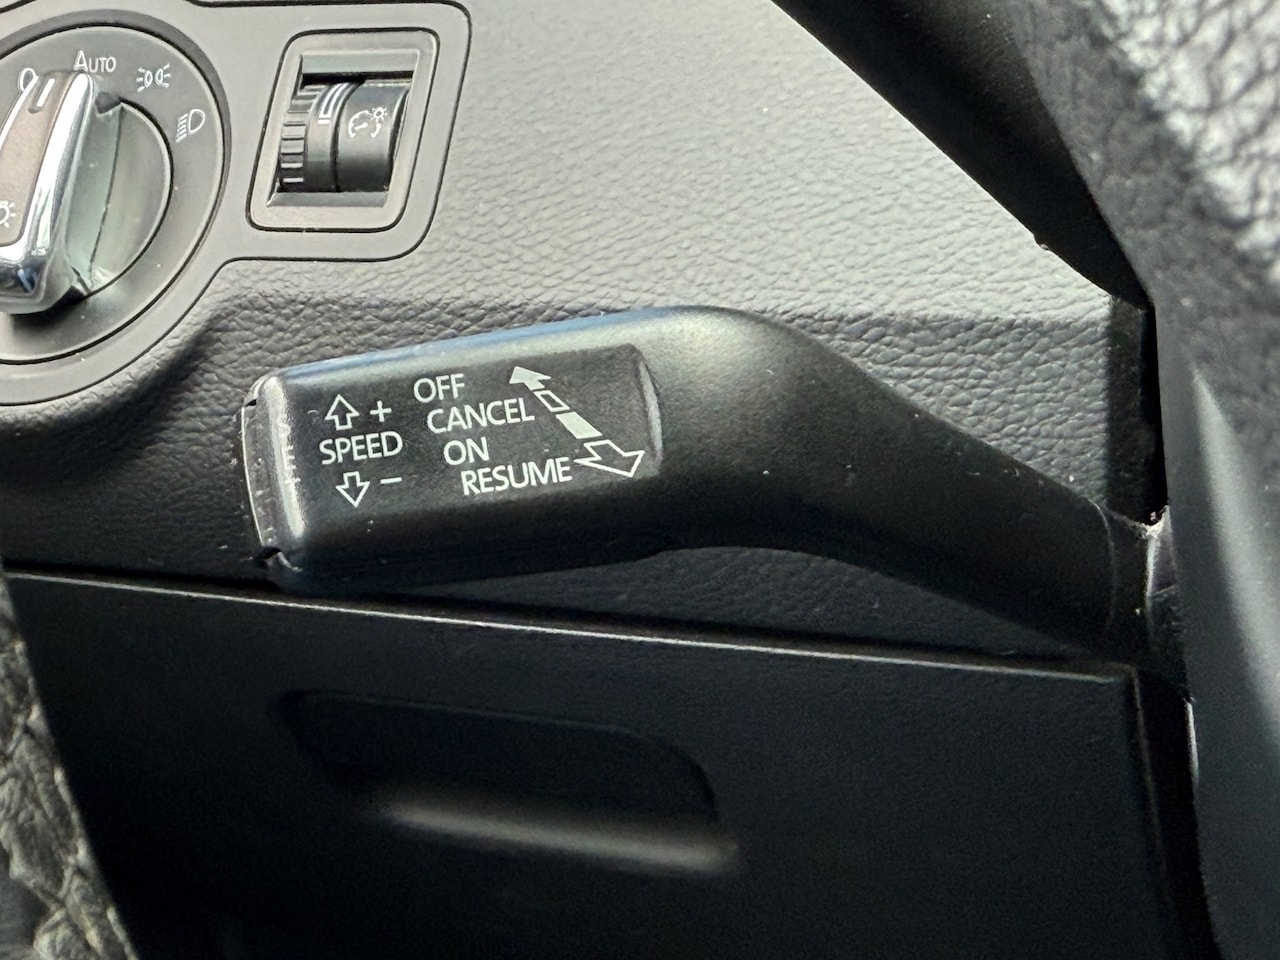 AUTO
OFF
+
CANCEL
SPEED
ON
–
RESUME